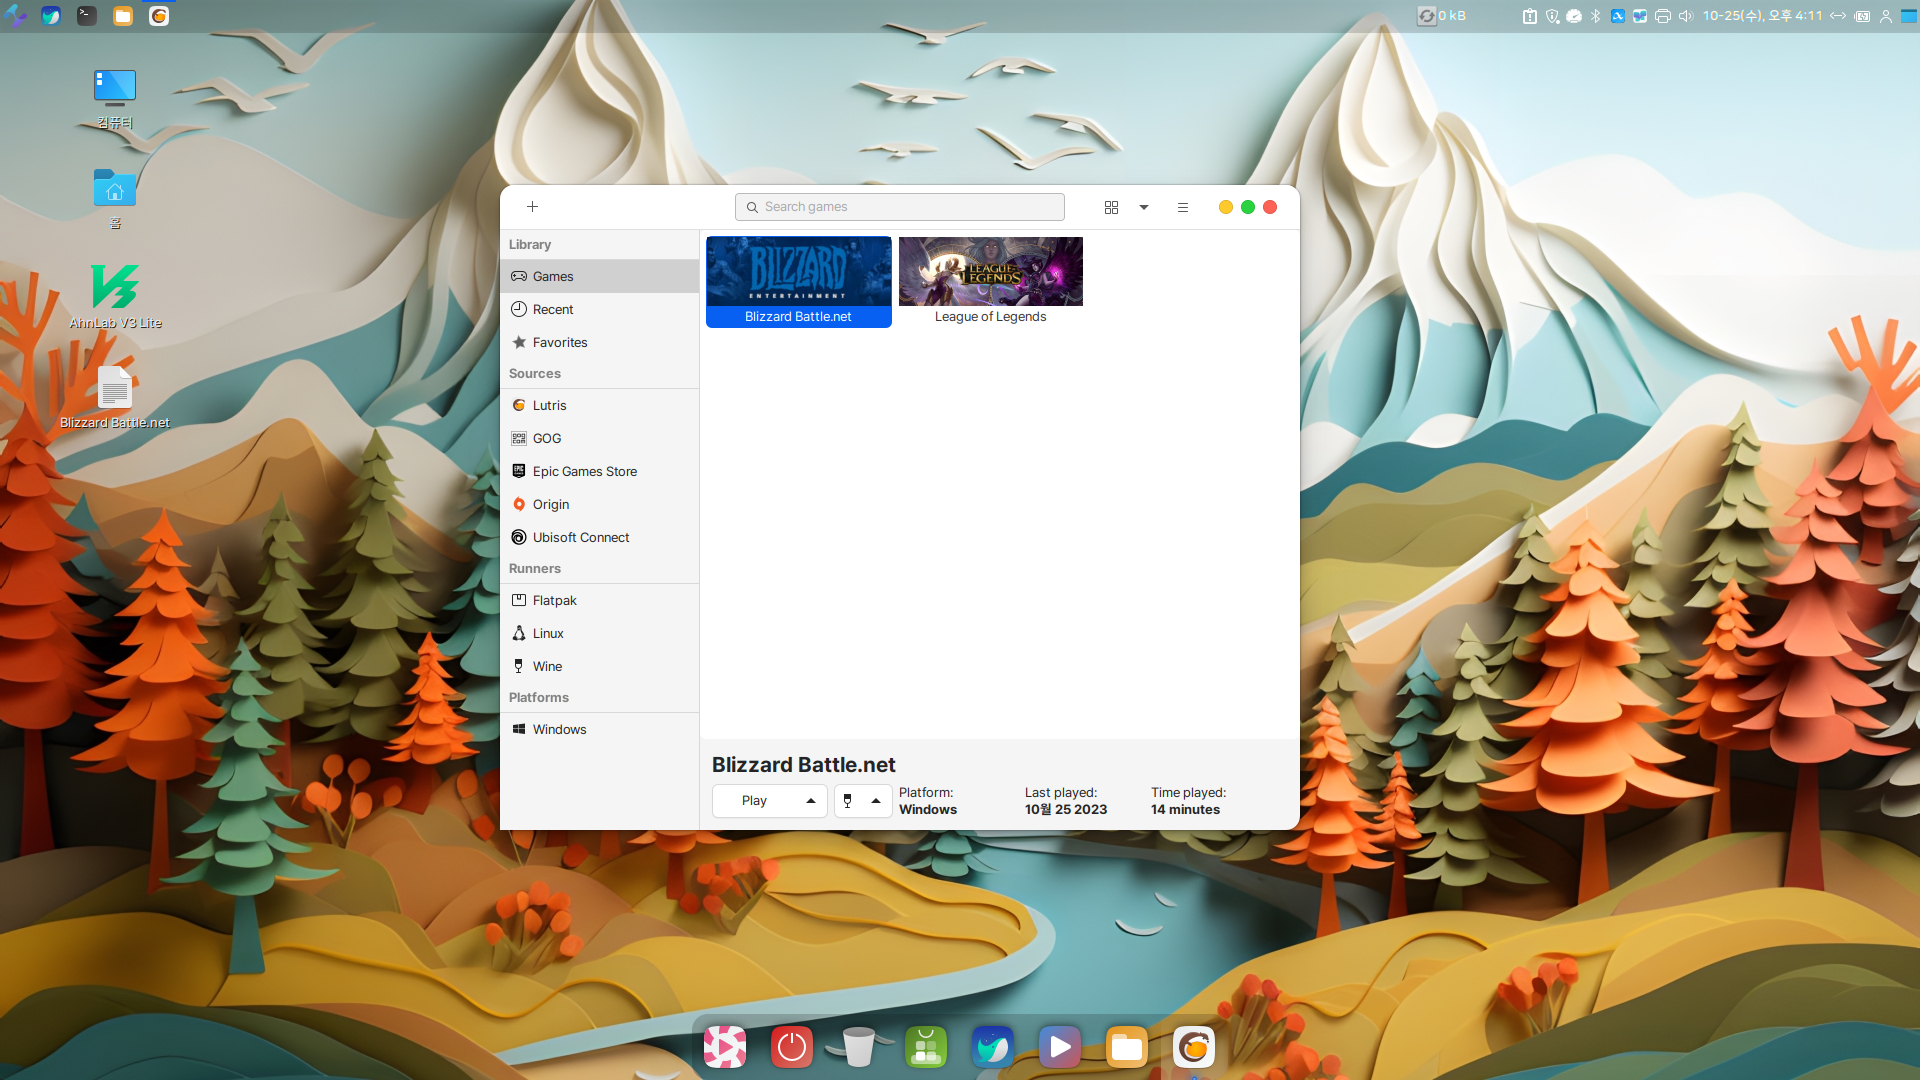 0 kB
10-25(수), 오후 4:11
컴퓨터
홈
AhnLab V3 Lite
Blizzard Battle.net
Search games
Library
Games
Recent
Favorites
Sources
Lutris
GOG
Epic Games Store
Origin
Ubisoft Connect
Runners
Flatpak
Linux
Wine
Platforms
Windows
BLIZZARD
ENTERTAINMENT
Blizzard Battle.net
LEAGUE OF
LEGENDS
League of Legends
Blizzard Battle.net
Play
Platform:
Windows
Last played:
10월 25 2023
Time played:
14 minutes